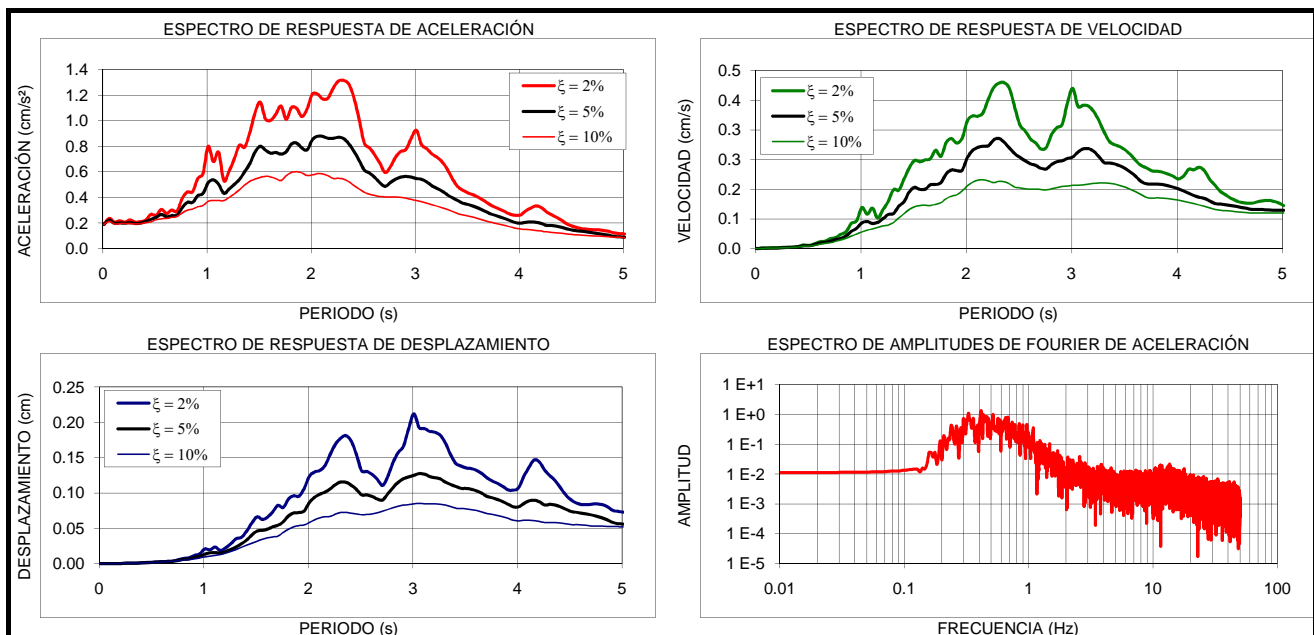 ESPECTRO DE RESPUESTA DE ACELERACIÓN
ACELERACIÓN (cm/s²)
1.4
1.2
1.0
0.8
0.6
0.4
0.2
0.0
ξ = 2%
ξ = 5%
ξ = 10%
0 1 2 3 4 5
PERIODO (s)
ESPECTRO DE RESPUESTA DE VELOCIDAD
VELOCIDAD (cm/s)
0.5
0.4
0.3
0.3
0.2
0.1
0.0
ξ = 2%
ξ = 5%
ξ = 10%
0 1 2 3 4 5
PERIODO (s)
ESPECTRO DE RESPUESTA DE DESPLAZAMIENTO
DESPLAZAMIENTO (cm)
0.25
0.20
0.15
0.10
0.05
0.00
ξ = 2%
ξ = 5%
ξ = 10%
0 1 2 3 4 5
PERIODO (s)
ESPECTRO DE AMPLITUDES DE FOURIER DE ACELERACIÓN
AMPLITUD
1 E+1
1 E+0
1 E-1
1 E-2
1 E-3
1 E-4
1 E-5
0.01 0.1 1 10 100
FRECUENCIA (Hz)